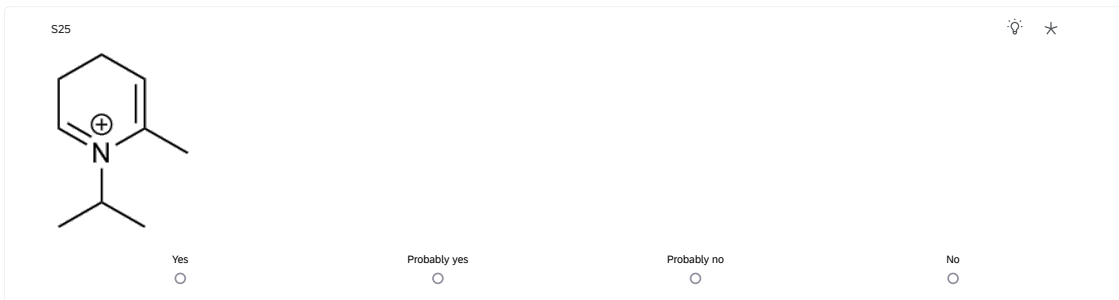 S25
⊕
N
Yes
Probably yes
Probably no
No